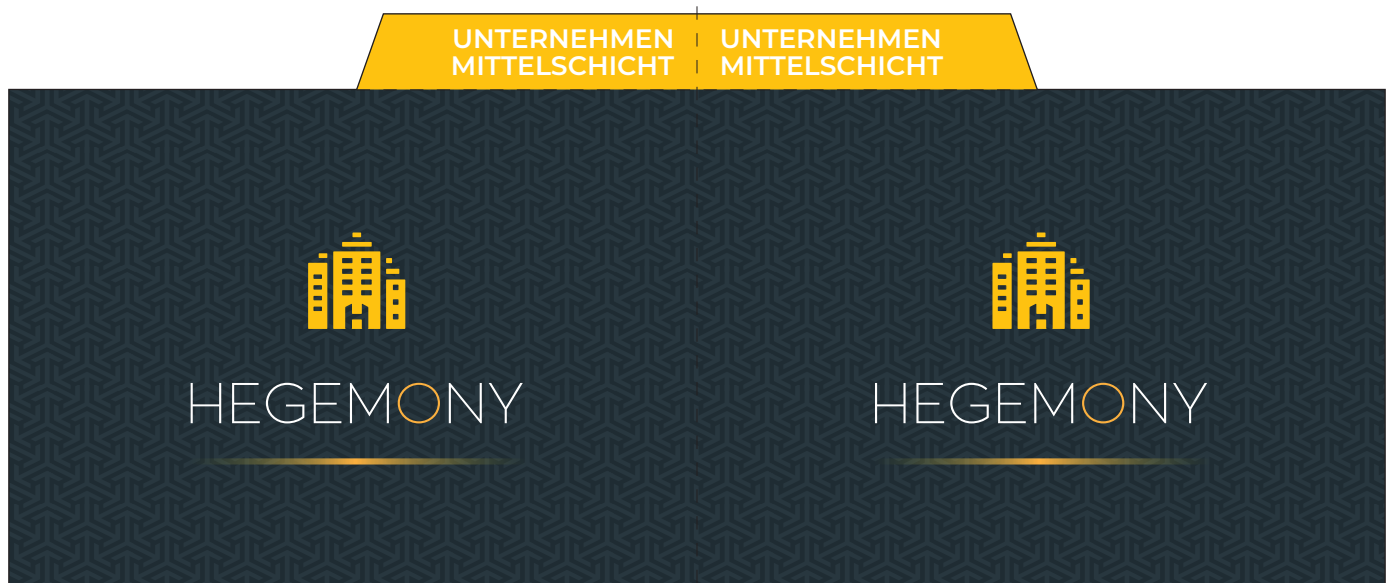 UNTERNEHMEN
MITTELSCHICHT
UNTERNEHMEN
MITTELSCHICHT
HEGEMONY
HEGEMONY